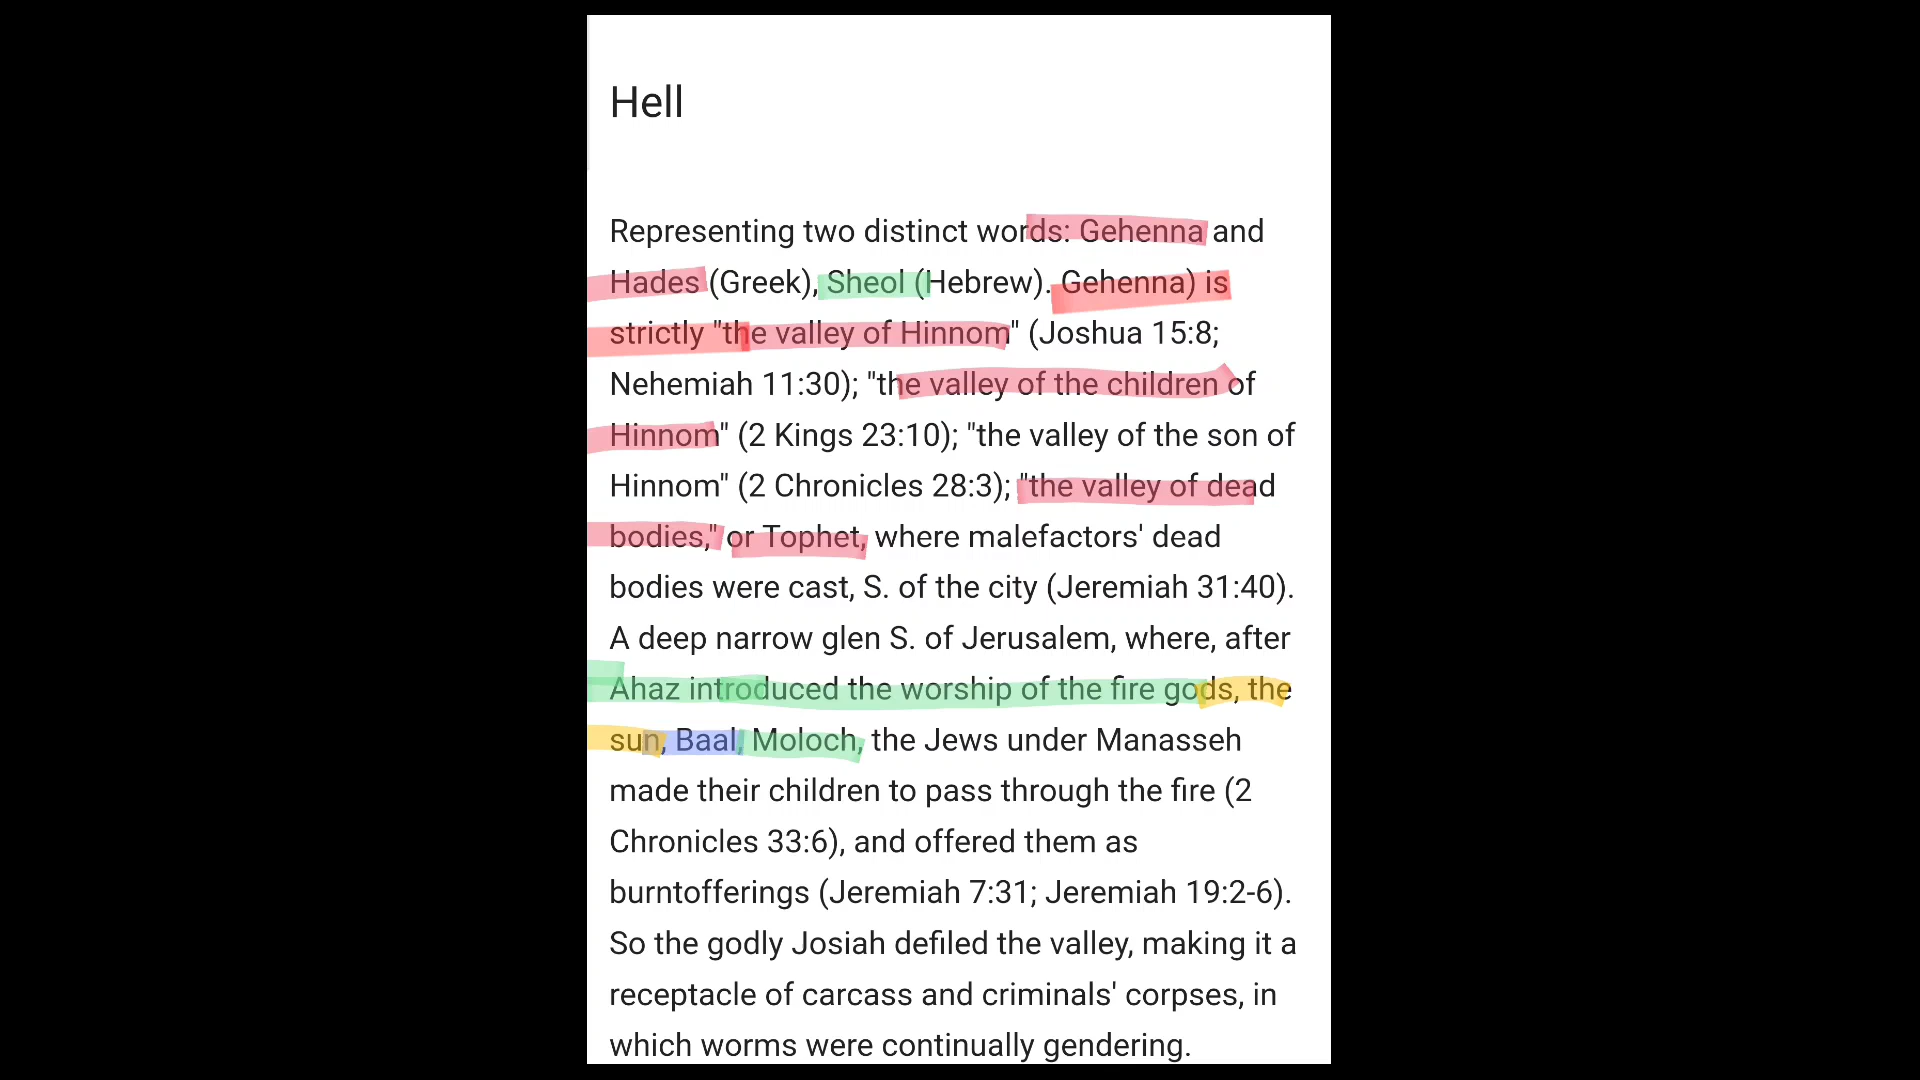 Hell
Representing two distinct words: Gehenna and
Hades (Greek), Sheol (Hebrew). Gehenna) is
strictly "the valley of Hinnom" (Joshua 15:8;
Nehemiah 11:30); "the valley of the children of
Hinnom" (2 Kings 23:10); "the valley of the son of
Hinnom" (2 Chronicles 28:3); "the valley of dead
bodies," or Tophet, where malefactors' dead
bodies were cast, S. of the city (Jeremiah 31:40).
A deep narrow glen S. of Jerusalem, where, after
Ahaz introduced the worship of the fire gods, the
sun, Baal, Moloch, the Jews under Manasseh
made their children to pass through the fire (2
Chronicles 33:6), and offered them as
burntofferings (Jeremiah 7:31; Jeremiah 19:2-6).
So the godly Josiah defiled the valley, making it a
receptacle of carcass and criminals' corpses, in
which worms were continually gendering.